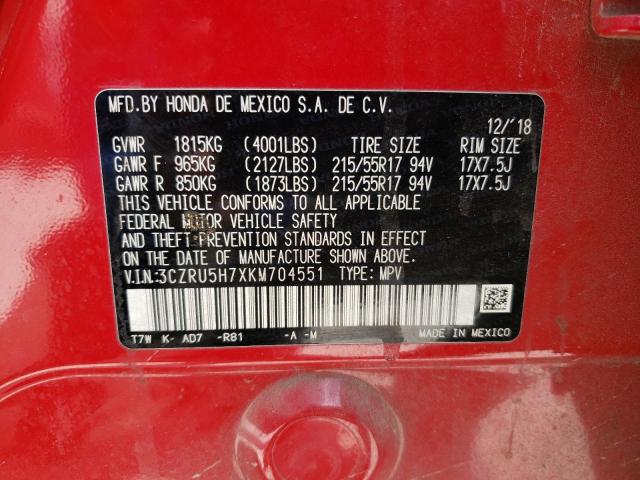 MFD. BY HONDA DE MEXICO S.A. DE C.V.
12/'18
GVWR 1815KG (4001LBS) TIRE SIZE RIM SIZE
GAWR F 965KG (2127LBS) 215/55R17 94V 17X7.5J
GAWR R 850KG (1873LBS) 215/55R17 94V 17X7.5J
THIS VEHICLE CONFORMS TO ALL APPLICABLE
FEDERAL MOTOR VEHICLE SAFETY
AND THEFT PREVENTION STANDARDS IN EFFECT
ON THE DATE OF MANUFACTURE SHOWN ABOVE.
V.I.N.:3CZRU5H7XKM704551 TYPE: MPV
T7W K- AD7 -R81 -A -M MADE IN MEXICO